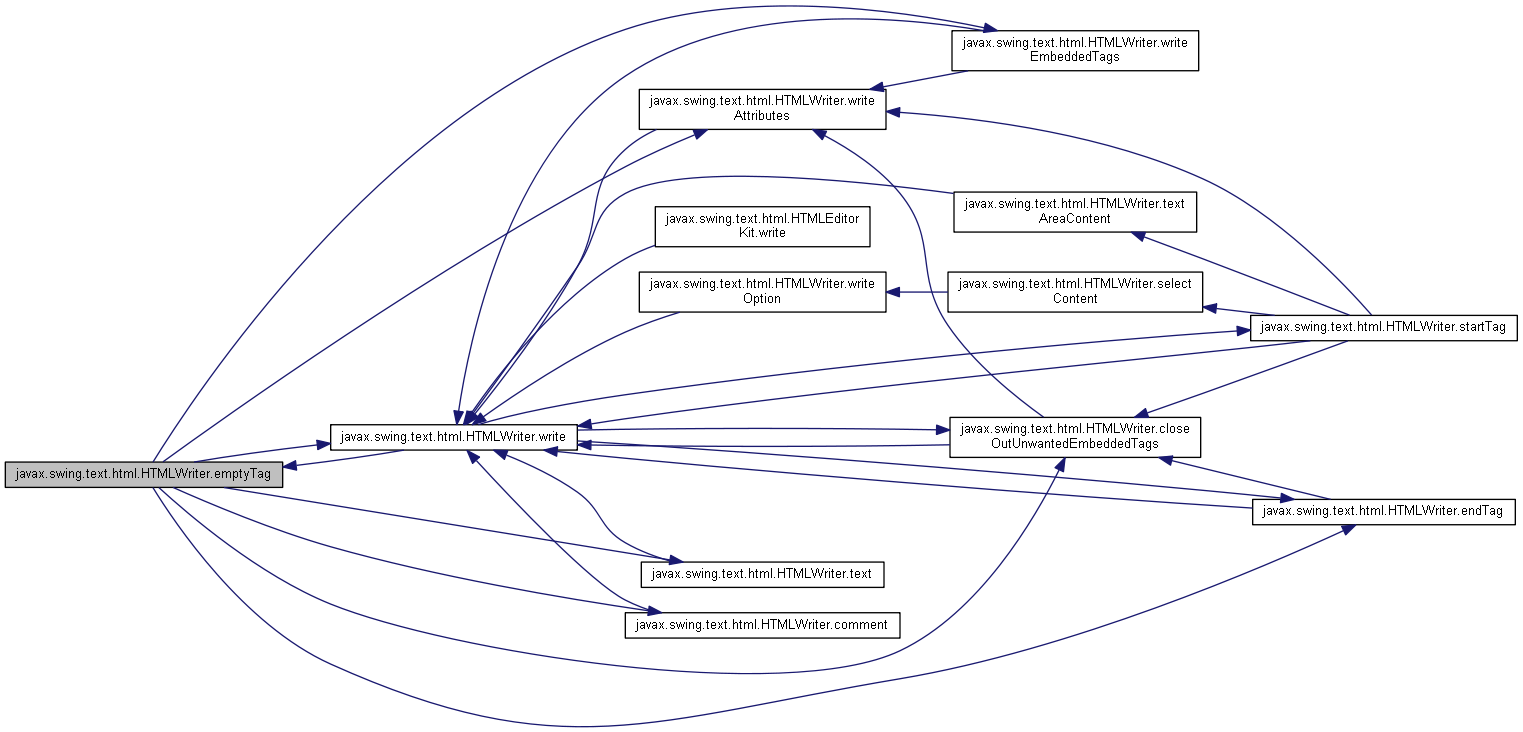 javax.swing.text.html.HTMLWriter.write
EmbeddedTags
javax.swing.text.html.HTMLWriter.write
Attributes
javax.swing.text.html.HTMLWriter.text
AreaContent
javax.swing.text.html.HTMLEditor
Kit.write
javax.swing.text.html.HTMLWriter.write
Option
javax.swing.text.html.HTMLWriter.select
Content
javax.swing.text.html.HTMLWriter.startTag
javax.swing.text.html.HTMLWriter.write
javax.swing.text.html.HTMLWriter.close
OutUnwantedEmbeddedTags
javax.swing.text.html.HTMLWriter.emptyTag
javax.swing.text.html.HTMLWriter.endTag
javax.swing.text.html.HTMLWriter.text
javax.swing.text.html.HTMLWriter.comment